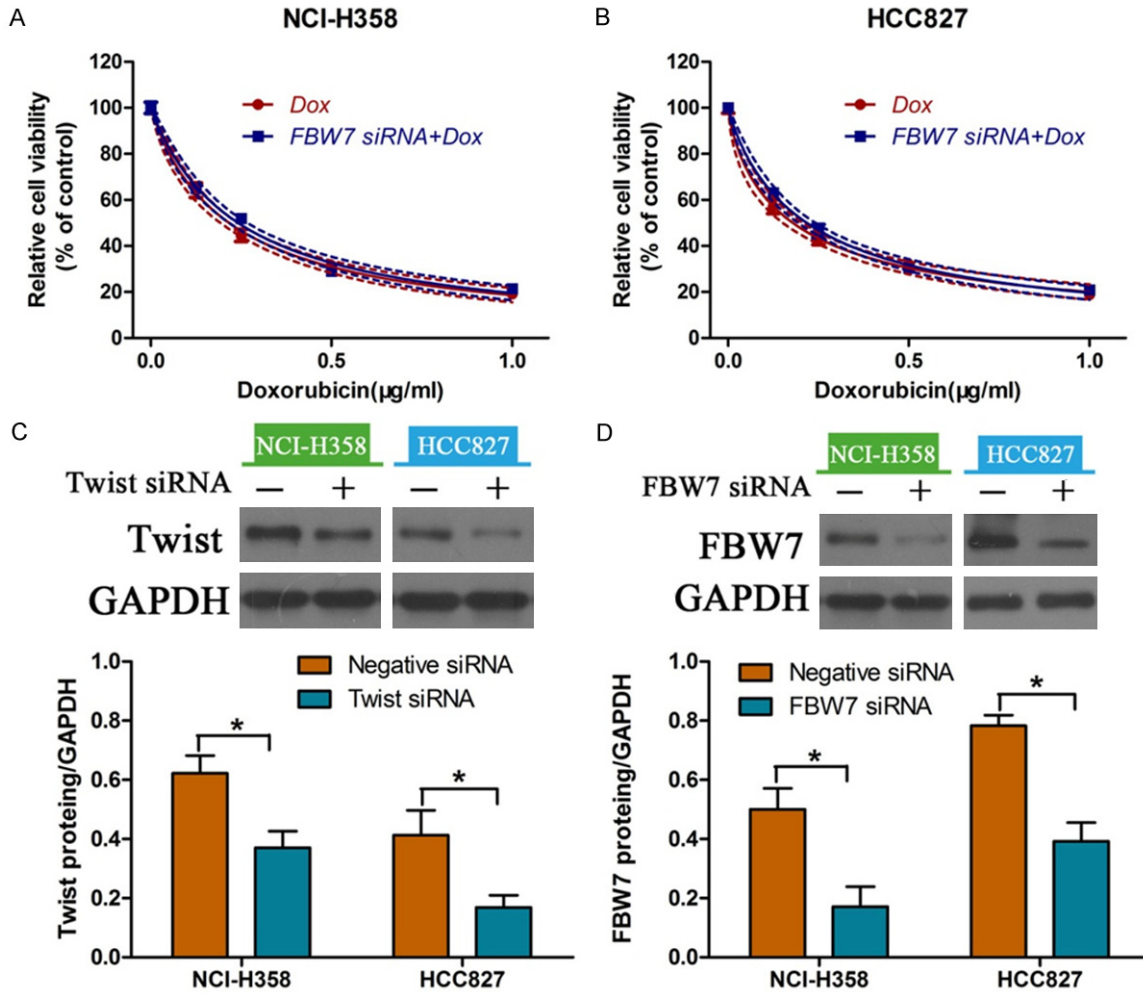 A
NCI-H358
Relative cell viability
(% of control)
120
100
80
60
40
20
0
Dox
FBW7 siRNA+Dox
0.0 0.5 1.0
Doxorubicin(µg/ml)
B
HCC827
Relative cell viability
(% of control)
120
100
80
60
40
20
0
Dox
FBW7 siRNA+Dox
0.0 0.5 1.0
Doxorubicin(µg/ml)
C
NCI-H358 HCC827
Twist siRNA — + — +
Twist
GAPDH
Twist proteing/GAPDH
1.0
0.8
0.6
0.4
0.2
0.0
Negative siRNA
Twist siRNA
* *
NCI-H358 HCC827
D
NCI-H358 HCC827
FBW7 siRNA — + — +
FBW7
GAPDH
FBW7 proteing/GAPDH
1.0
0.8
0.6
0.4
0.2
0.0
Negative siRNA
FBW7 siRNA
* *
NCI-H358 HCC827